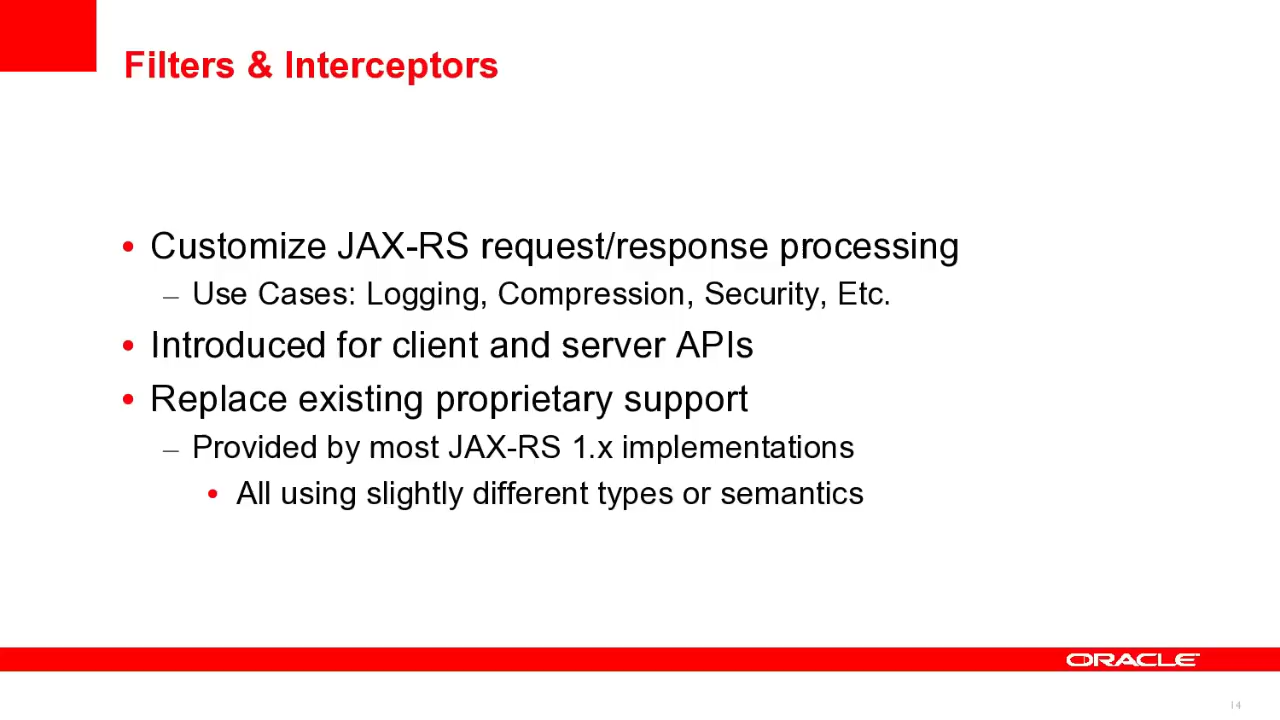 Filters & Interceptors
• Customize JAX-RS request/response processing
– Use Cases: Logging, Compression, Security, Etc.
• Introduced for client and server APIs
• Replace existing proprietary support
– Provided by most JAX-RS 1.x implementations
• All using slightly different types or semantics
ORACLE
14